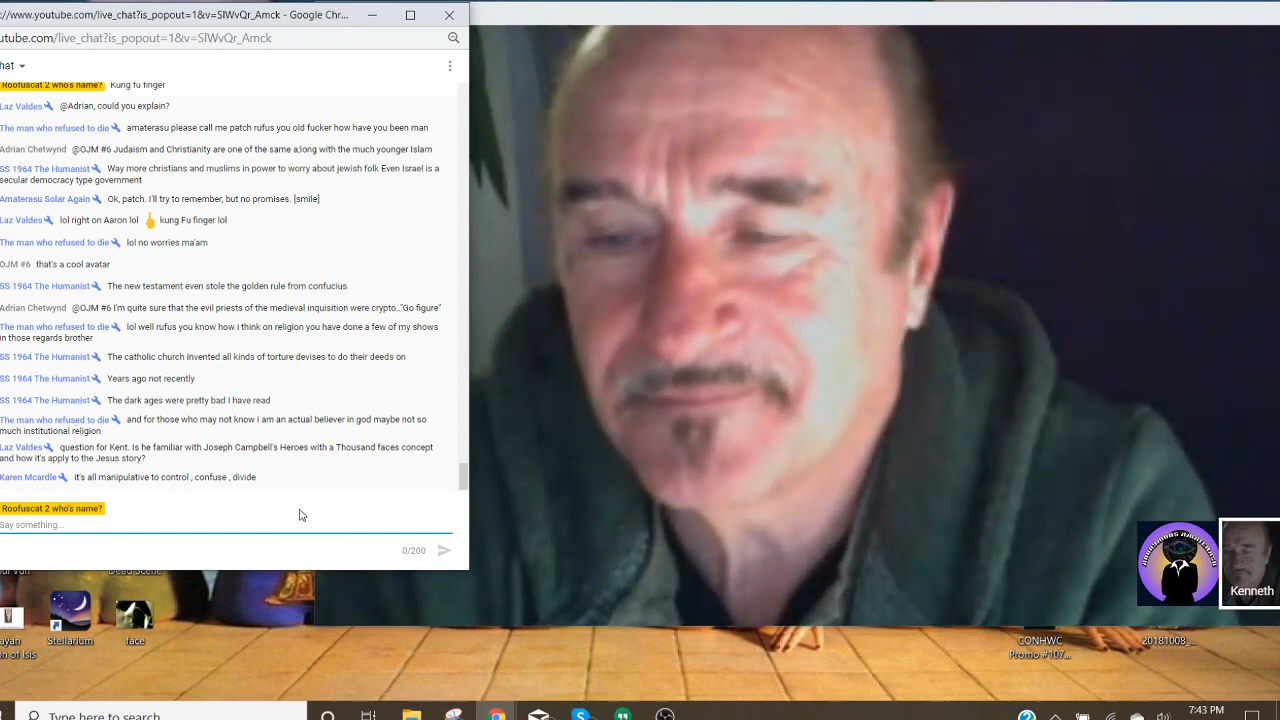 ://www.youtube.com/live_chat?is_popout=1&v=SlWvQr_Amck - Google Chr...
utube.com/live_chat?is_popout=1&v=SlWvQr_Amck
hat
Roofuscat 2 who's name? Kung fu finger
Laz Valdes @Adrian, could you explain?
The man who refused to die amaterasu please call me patch rufus you old fucker how have you been man
Adrian Chetwynd @OJM #6 Judaism and Christianity are one of the same a;long with the much younger Islam
SS 1964 The Humanist Way more christians and muslims in power to worry about jewish folk Even Israel is a
secular democracy type government
Amaterasu Solar Again Ok, patch. I'll try to remember, but no promises. [smile]
Laz Valdes lol right on Aaron lol kung Fu finger lol
The man who refused to die lol no worries ma'am
OJM #6 that's a cool avatar
SS 1964 The Humanist The new testament even stole the golden rule from confucius
Adrian Chetwynd @OJM #6 I'm quite sure that the evil priests of the medieval inquisition were crypto.."Go figure"
The man who refused to die lol well rufus you know how i think on religion you have done a few of my shows
in those regards brother
SS 1964 The Humanist The catholic church invented all kinds of torture devises to do their deeds on
SS 1964 The Humanist Years ago not recently
SS 1964 The Humanist The dark ages were pretty bad I have read
The man who refused to die and for those who may not know i am an actual believer in god maybe not so
much institutional religion
Laz Valdes question for Kent. Is he familiar with Joseph Campbell's Heroes with a Thousand faces concept
and how it's apply to the Jesus story?
Karen Mcardle it's all manipulative to control , confuse , divide
Roofuscat 2 who's name?
Say something...
0/200
Dead Scene
Kenneth
ayan
on of Isis
Stellarium
face
CONHWC
Promo #107...
20181008_...
Type here to search
7:43 PM